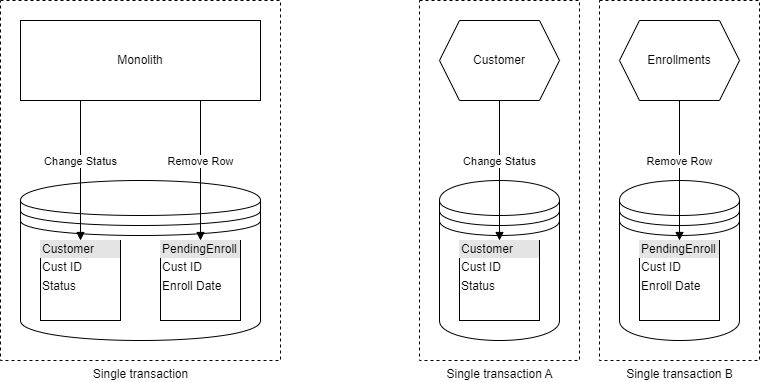 Monolith
Customer
Enrollments
Change Status
Remove Row
Change Status
Remove Row
Customer
PendingEnroll
Customer
PendingEnroll
Cust ID
Cust ID
Cust ID
Cust ID
Status
Enroll Date
Status
Enroll Date
Single transaction
Single transaction A
Single transaction B